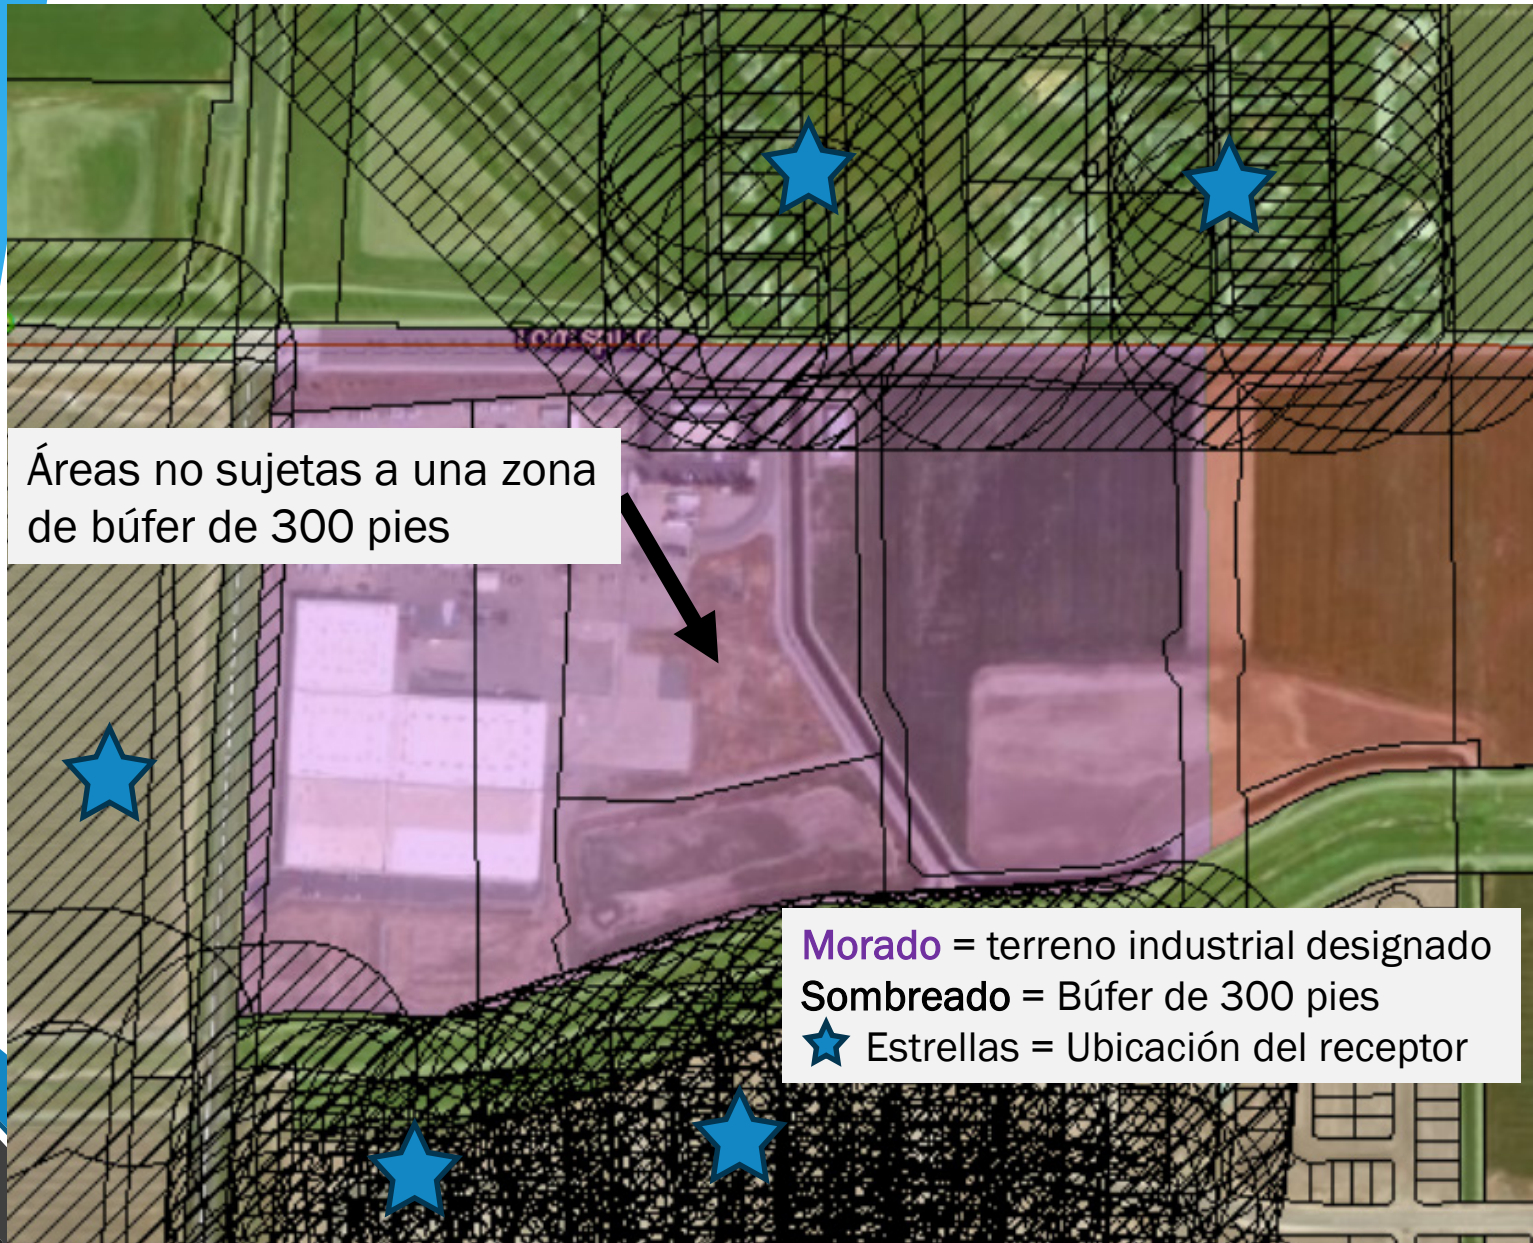 Áreas no sujetas a una zona
de búfer de 300 pies
Morado = terreno industrial designado
Sombreado = Búfer de 300 pies
Estrellas = Ubicación del receptor